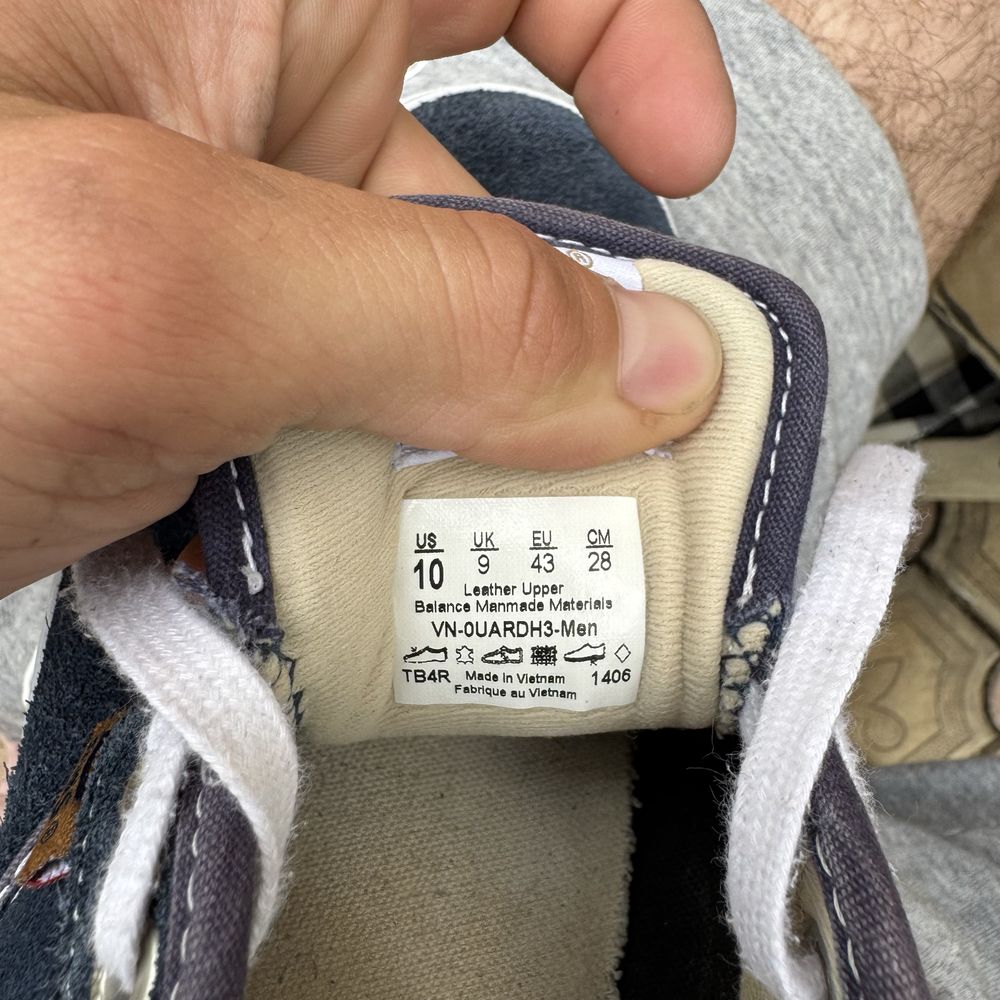 ®
US UK EU CM
10 9 43 28
Leather Upper
Balance Manmade Materials
VN-0UARDH3-Men
TB4R Made in Vietnam 1406
Fabrique au Vietnam